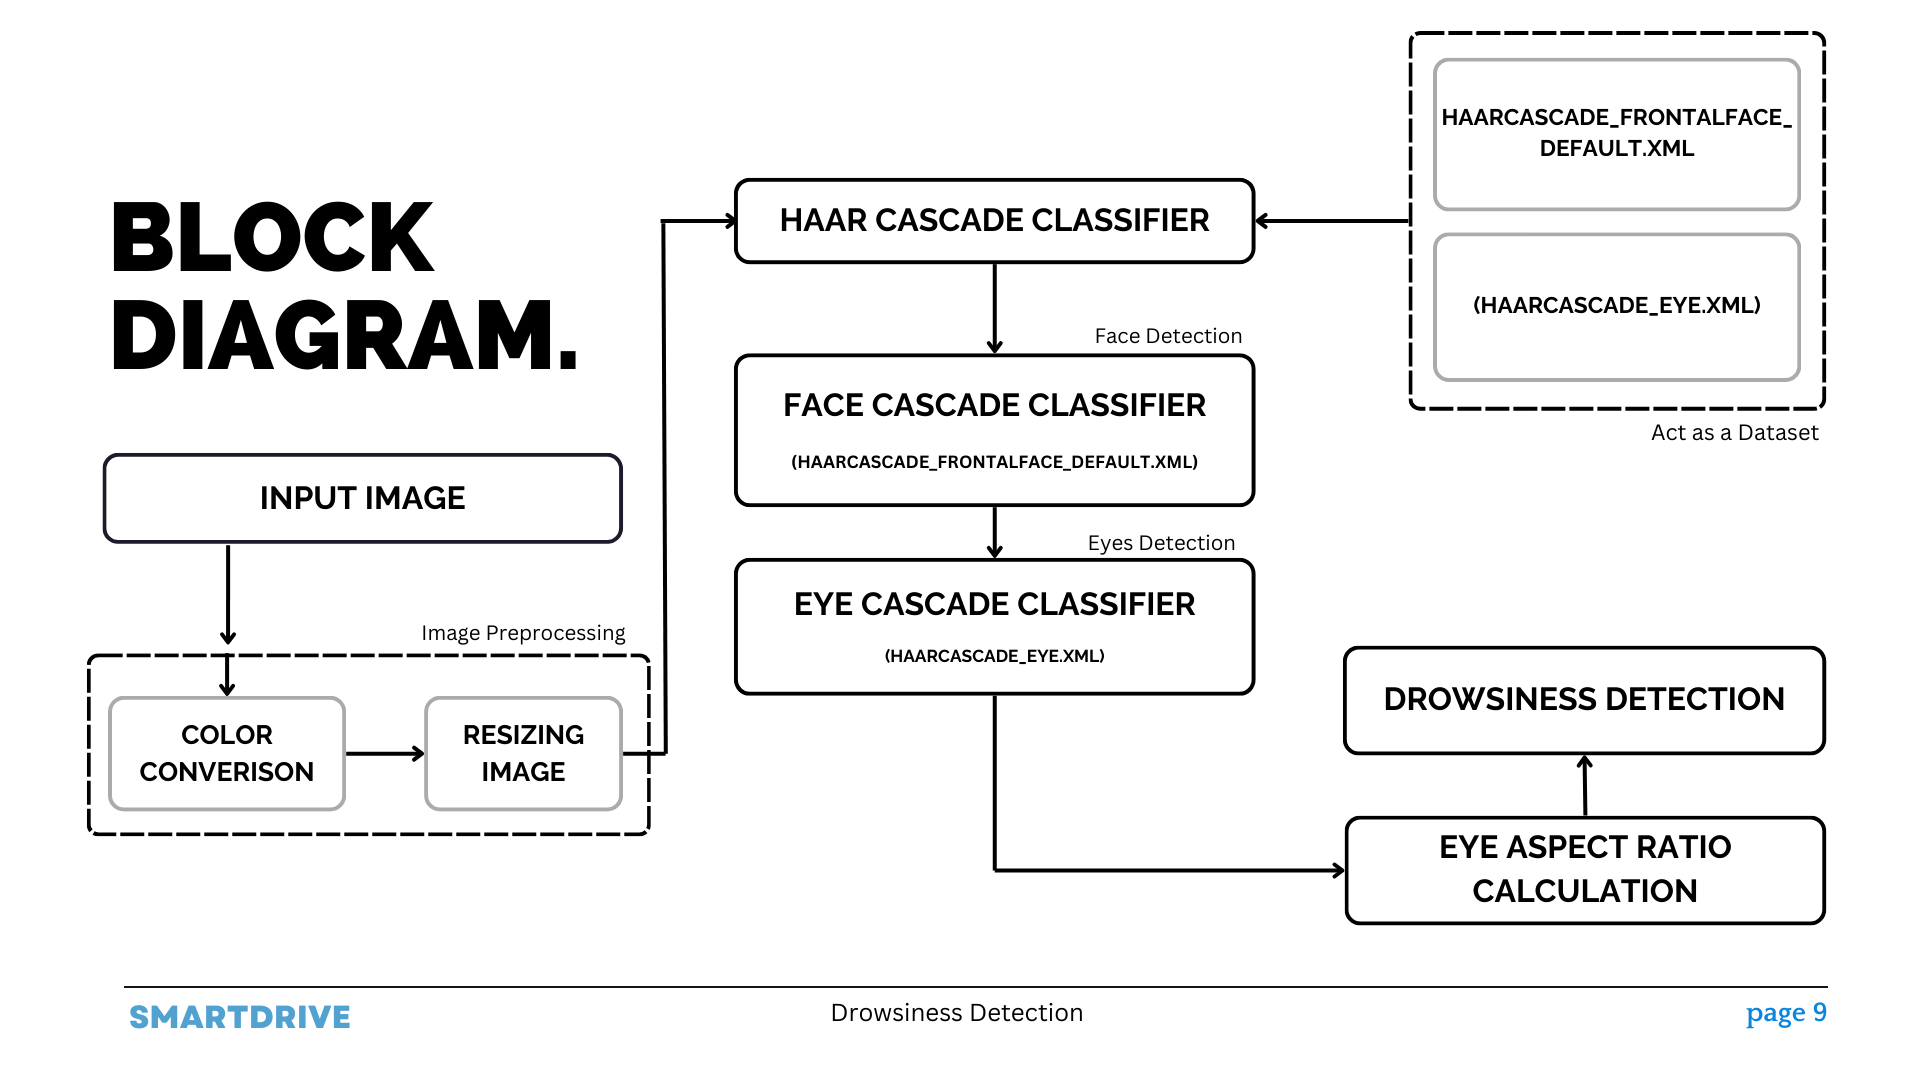 BLOCK
DIAGRAM.
INPUT IMAGE
Image Preprocessing
COLOR
CONVERISON
RESIZING
IMAGE
HAAR CASCADE CLASSIFIER
Face Detection
FACE CASCADE CLASSIFIER
(HAARCASCADE_FRONTALFACE_DEFAULT.XML)
Eyes Detection
EYE CASCADE CLASSIFIER
(HAARCASCADE_EYE.XML)
HAARCASCADE_FRONTALFACE_
DEFAULT.XML
(HAARCASCADE_EYE.XML)
Act as a Dataset
DROWSINESS DETECTION
EYE ASPECT RATIO
CALCULATION
SMARTDRIVE
Drowsiness Detection
page 9